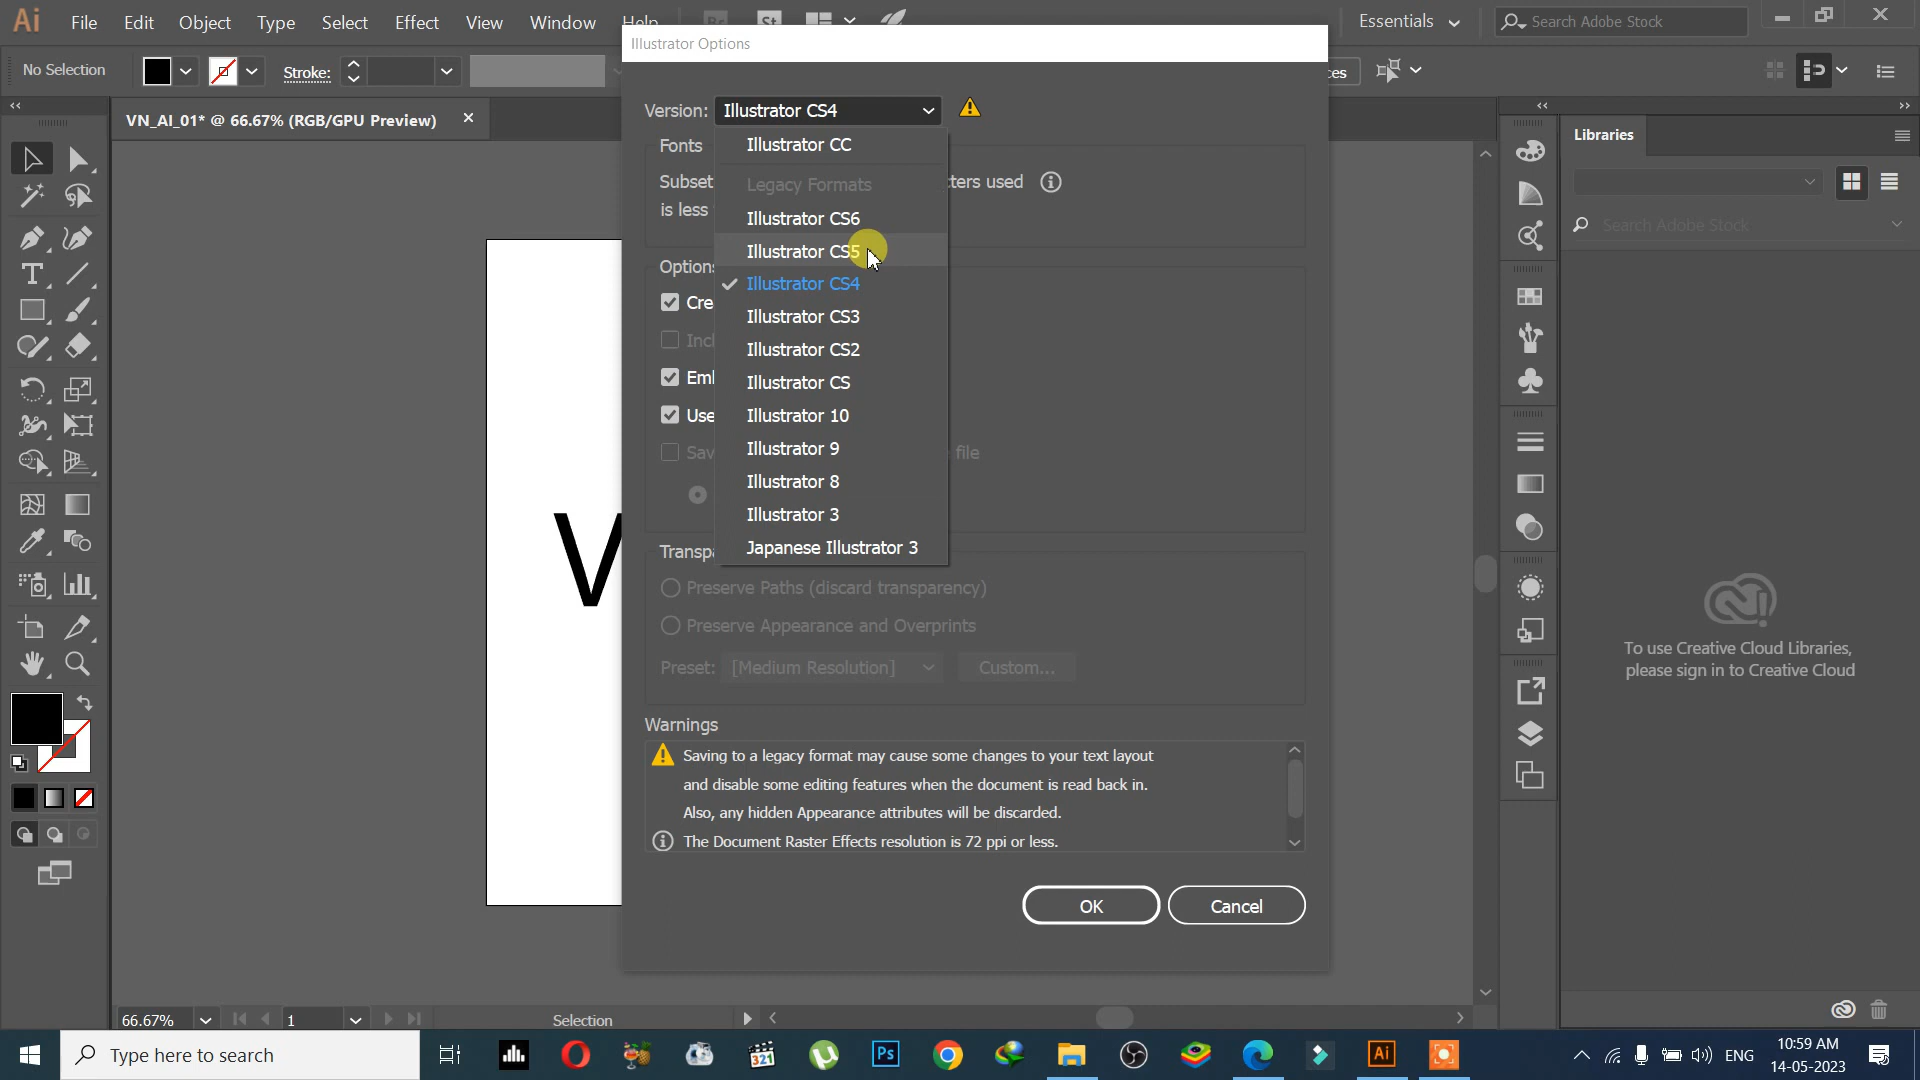 Ai File Edit Object Type Select Effect View Window Help Br St Essentials Search Adobe Stock
Illustrator Options
No Selection Stroke:
VN_AI_01* @ 66.67% (RGB/GPU Preview)
Version: Illustrator CS4
Illustrator CC
Legacy Formats
Illustrator CS6
Illustrator CS5
Illustrator CS4
Illustrator CS3
Illustrator CS2
Illustrator CS
Illustrator 10
Illustrator 9
Illustrator 8
Illustrator 3
Japanese Illustrator 3
Fonts
Subset ters used
is less
Options
Cre
Incl
Emb
Use
Sav file
Transpa
Preserve Paths (discard transparency)
Preserve Appearance and Overprints
Preset: [Medium Resolution] Custom...
Warnings
Saving to a legacy format may cause some changes to your text layout
and disable some editing features when the document is read back in.
Also, any hidden Appearance attributes will be discarded.
The Document Raster Effects resolution is 72 ppi or less.
OK Cancel
V
Libraries
Search Adobe Stock
To use Creative Cloud Libraries,
please sign in to Creative Cloud
66.67% 1 Selection
Type here to search
321
Ps
Ai
ENG
10:59 AM
14-05-2023